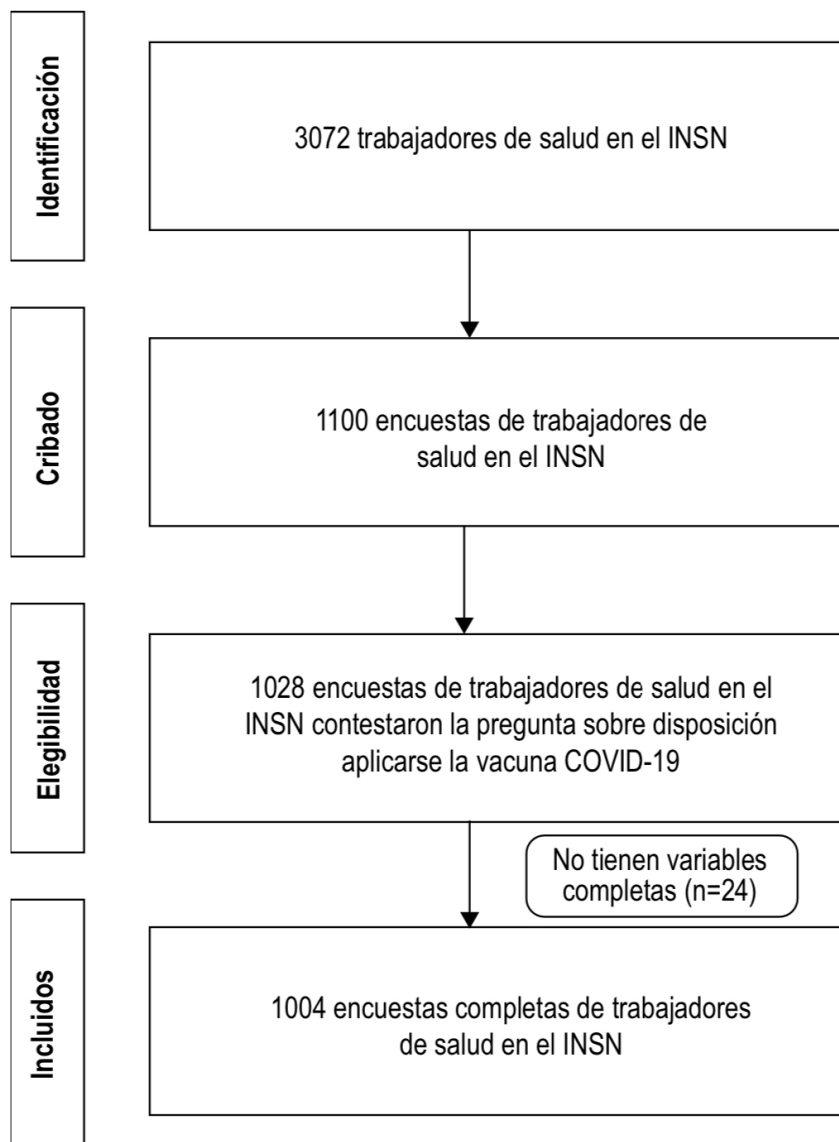 Identificación
3072 trabajadores de salud en el INSN
Cribado
1100 encuestas de trabajadores de
salud en el INSN
Elegibilidad
1028 encuestas de trabajadores de salud en el
INSN contestaron la pregunta sobre disposición
aplicarse la vacuna COVID-19
No tienen variables
completas (n=24)
Incluidos
1004 encuestas completas de trabajadores
de salud en el INSN